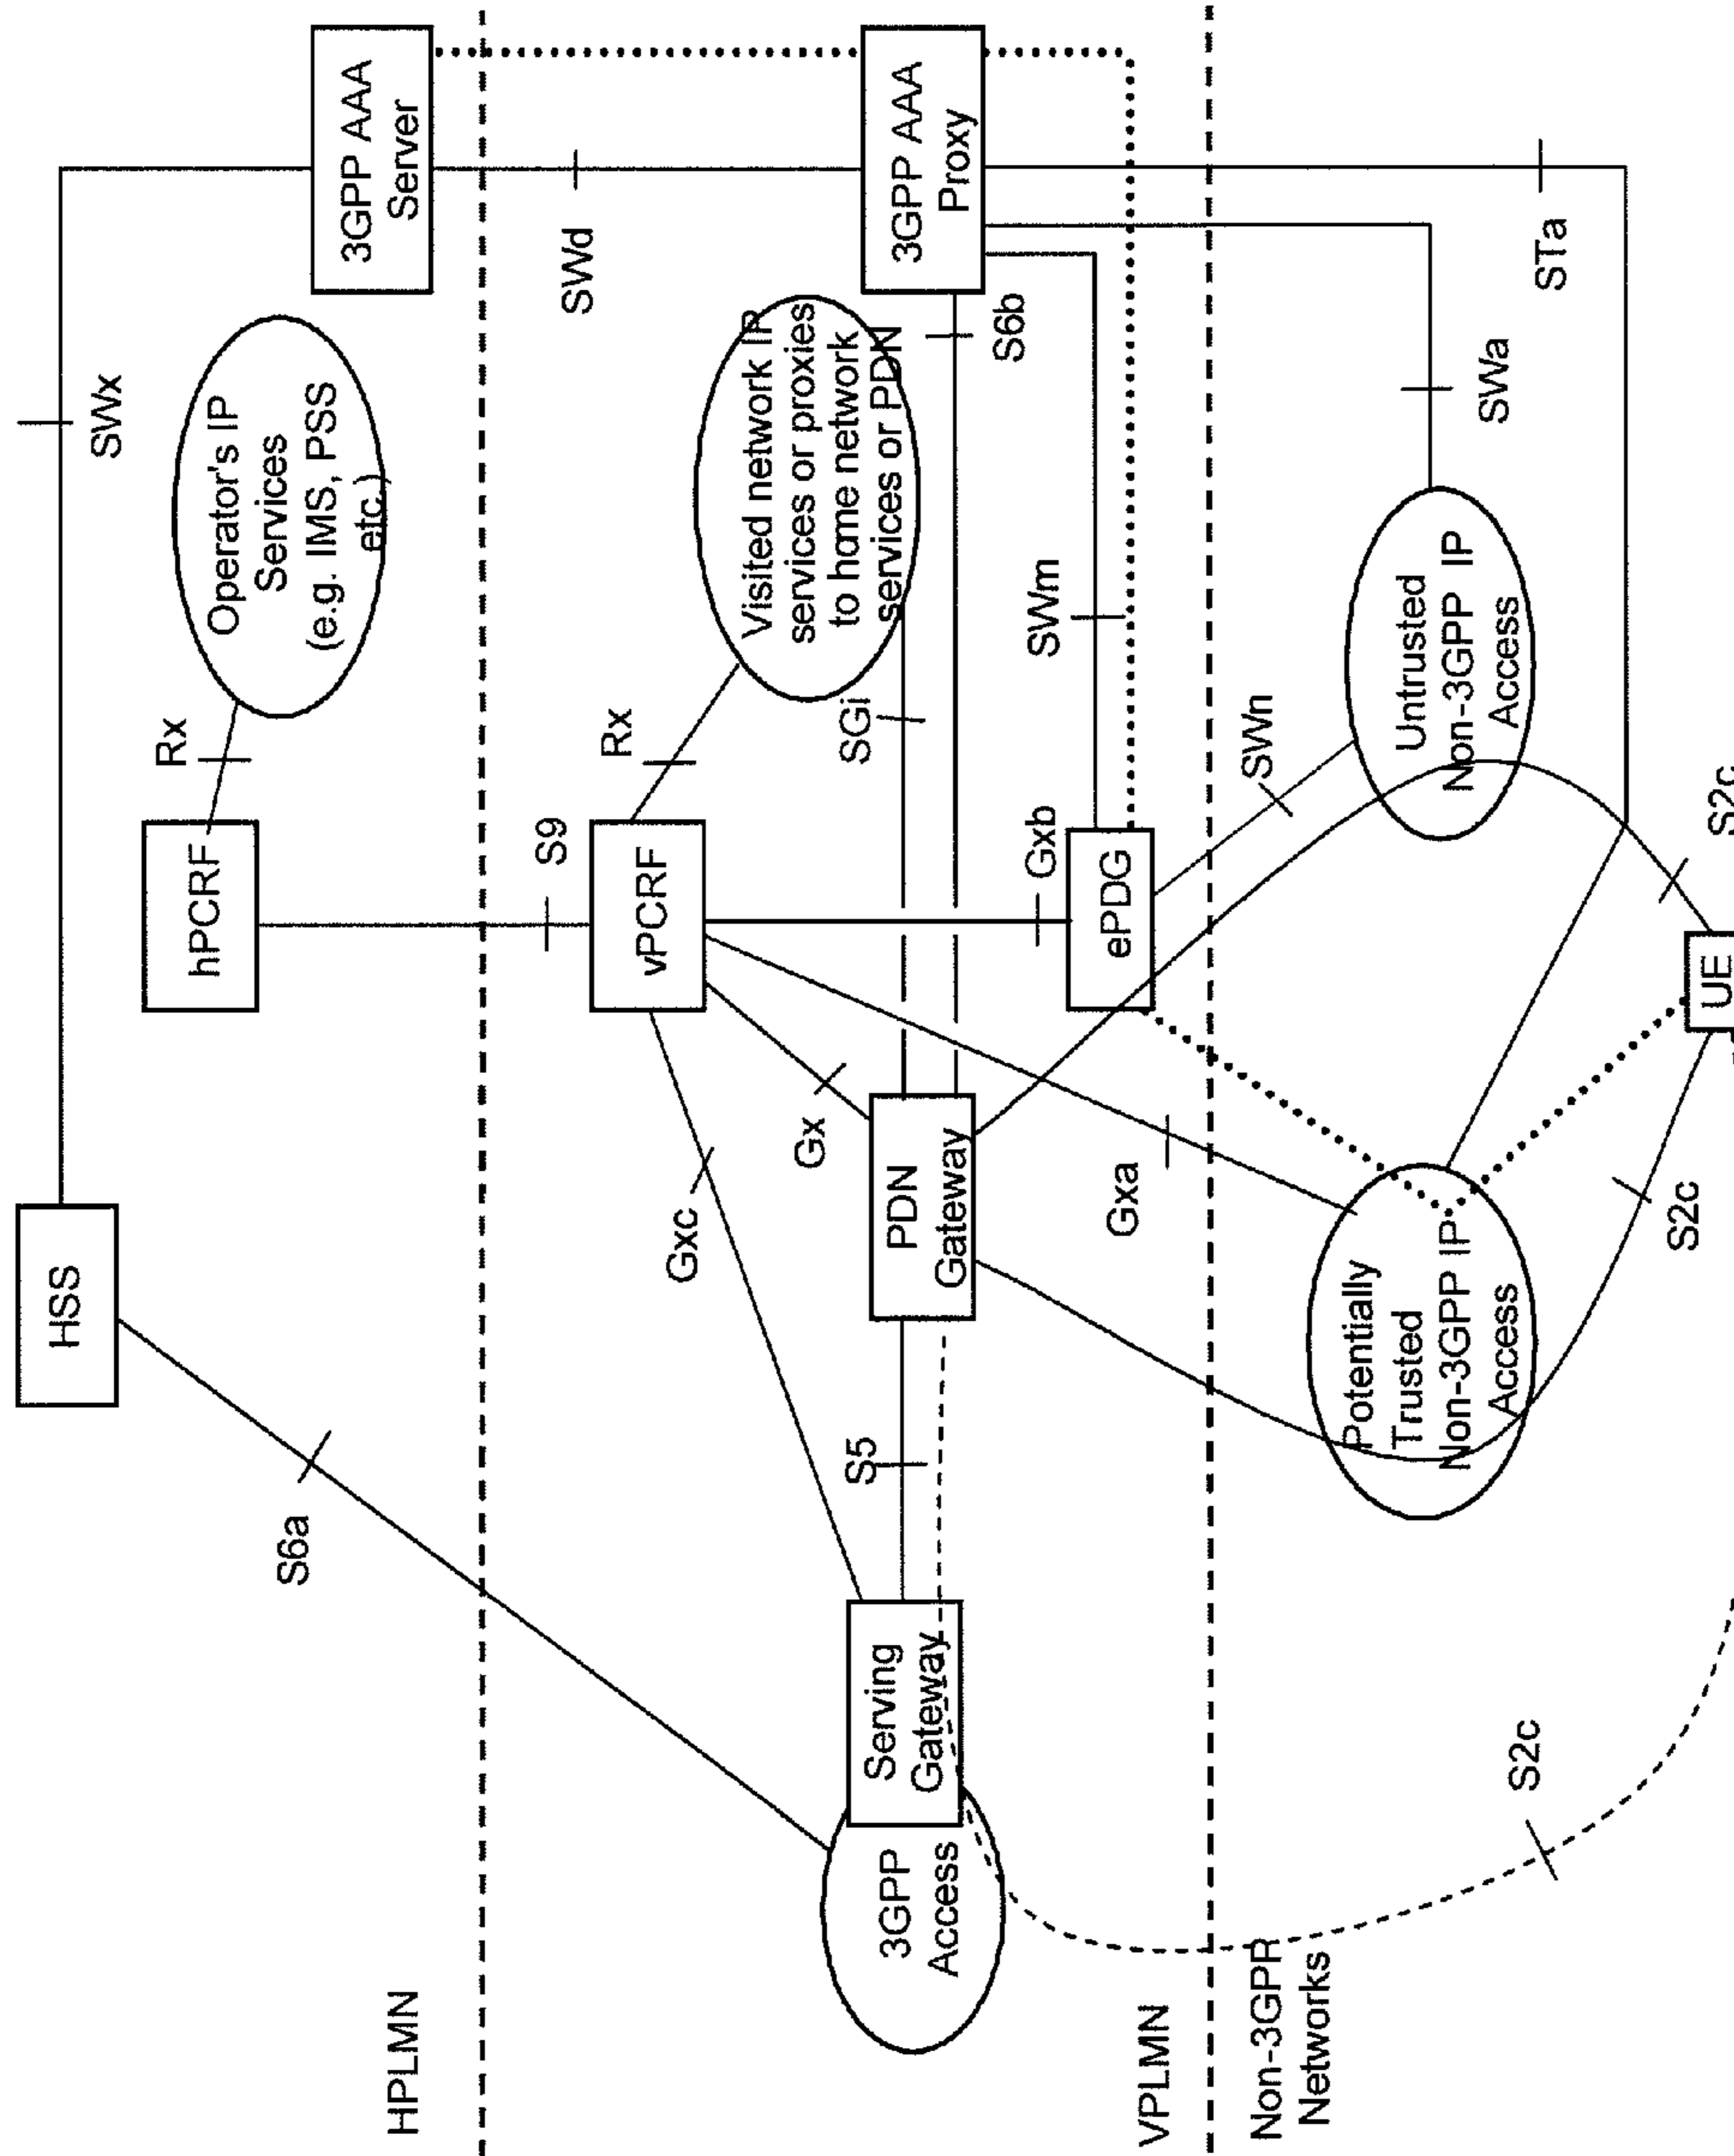 HSS
SWx
Rx
hPCRF
Operator's IP
Services
(e.g. IMS, PSS
etc.)
S6a
3GPP AAA
Server
HPLMN
S9
SWd
Rx
vPCRF
Gxc
Visited network IP
services or proxies
to home network
services or PDN
Gx
SGi
S5
3GPP
Access
Serving
Gateway
PDN
Gateway
3GPP AAA
Proxy
S6b
Gxb
SWm
ePDG
Gxa
VPLMN
SWn
Non-3GPP
Networks
Potentially
Trusted
Non-3GPP IP
Access
Untrusted
Non-3GPP IP
Access
SWa
S2c
STa
S2c
UE
S2c